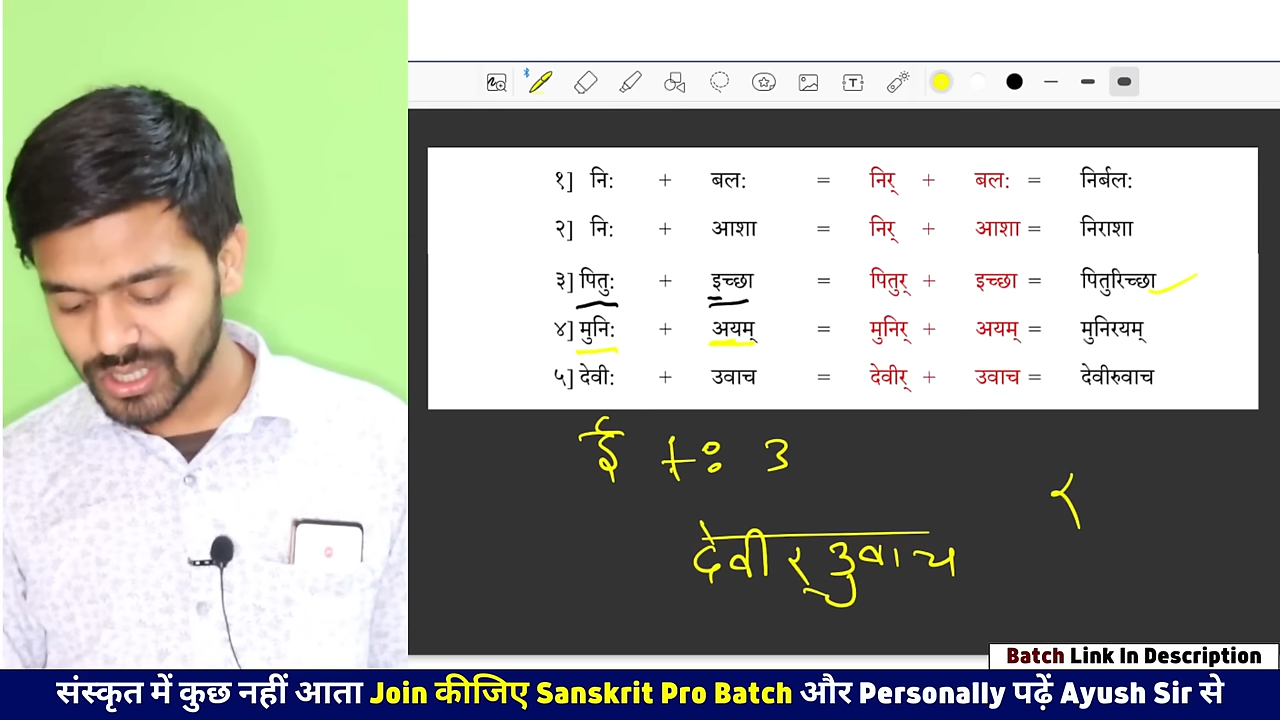 १] नि: + बल: = निर् + बल: = निर्बल:
२] नि: + आशा = निर् + आशा = निराशा
३] पितु: + इच्छा = पितुर् + इच्छा = पितुरिच्छा
४] मुनि: + अयम् = मुनिर् + अयम् = मुनिरयम्
५] देवी: + उवाच = देवीर् + उवाच = देवीरुवाच
ई + : उ
र
देवीर् उवाच
Batch Link In Description
संस्कृत में कुछ नहीं आता Join कीजिए Sanskrit Pro Batch और Personally पढ़ें Ayush Sir से